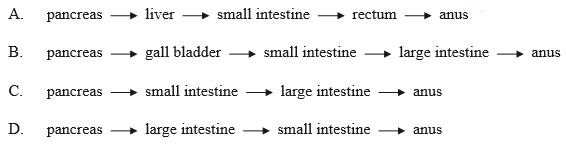 A. pancreas → liver → small intestine → rectum → anus
B. pancreas → gall bladder → small intestine → large intestine → anus
C. pancreas → small intestine → large intestine → anus
D. pancreas → large intestine → small intestine → anus